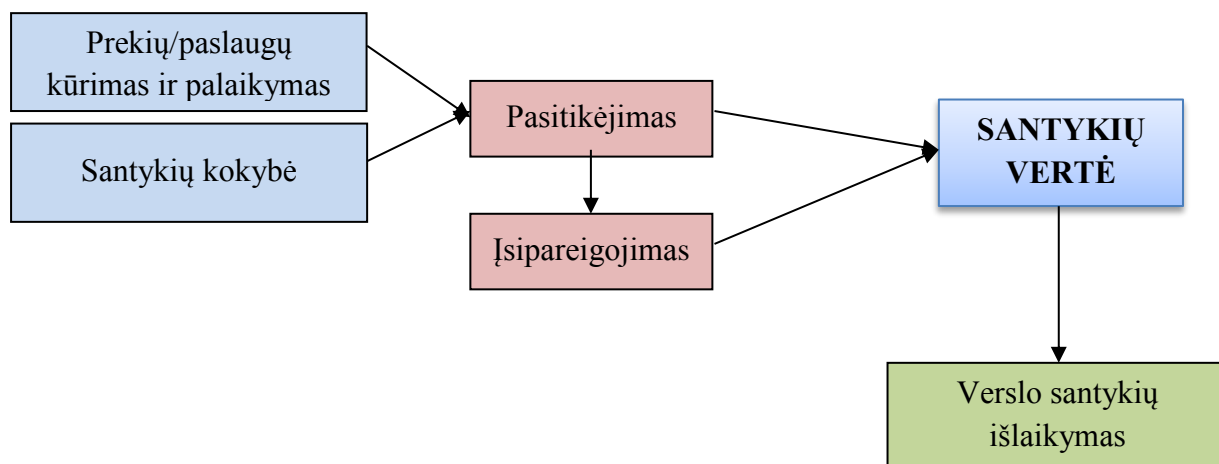 Prekių/paslaugų
kūrimas ir palaikymas
Santykių kokybė
Pasitikėjimas
Įsipareigojimas
SANTYKIŲ
VERTĖ
Verslo santykių
išlaikymas